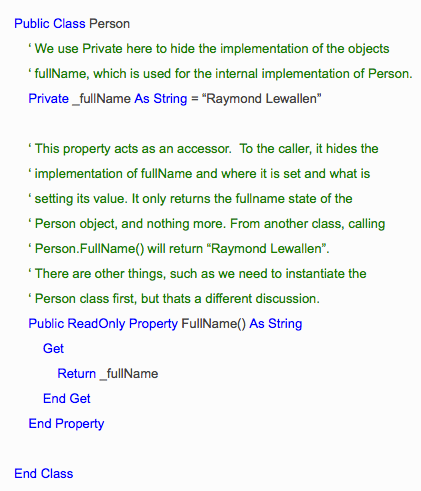 Public Class Person
‘ We use Private here to hide the implementation of the objects
‘ fullName, which is used for the internal implementation of Person.
Private _fullName As String = “Raymond Lewallen”
‘ This property acts as an accessor.  To the caller, it hides the
‘ implementation of fullName and where it is set and what is
‘ setting its value. It only returns the fullname state of the
‘ Person object, and nothing more. From another class, calling
‘ Person.FullName() will return “Raymond Lewallen”.
‘ There are other things, such as we need to instantiate the
‘ Person class first, but thats a different discussion.
Public ReadOnly Property FullName() As String
Get
Return _fullName
End Get
End Property
End Class